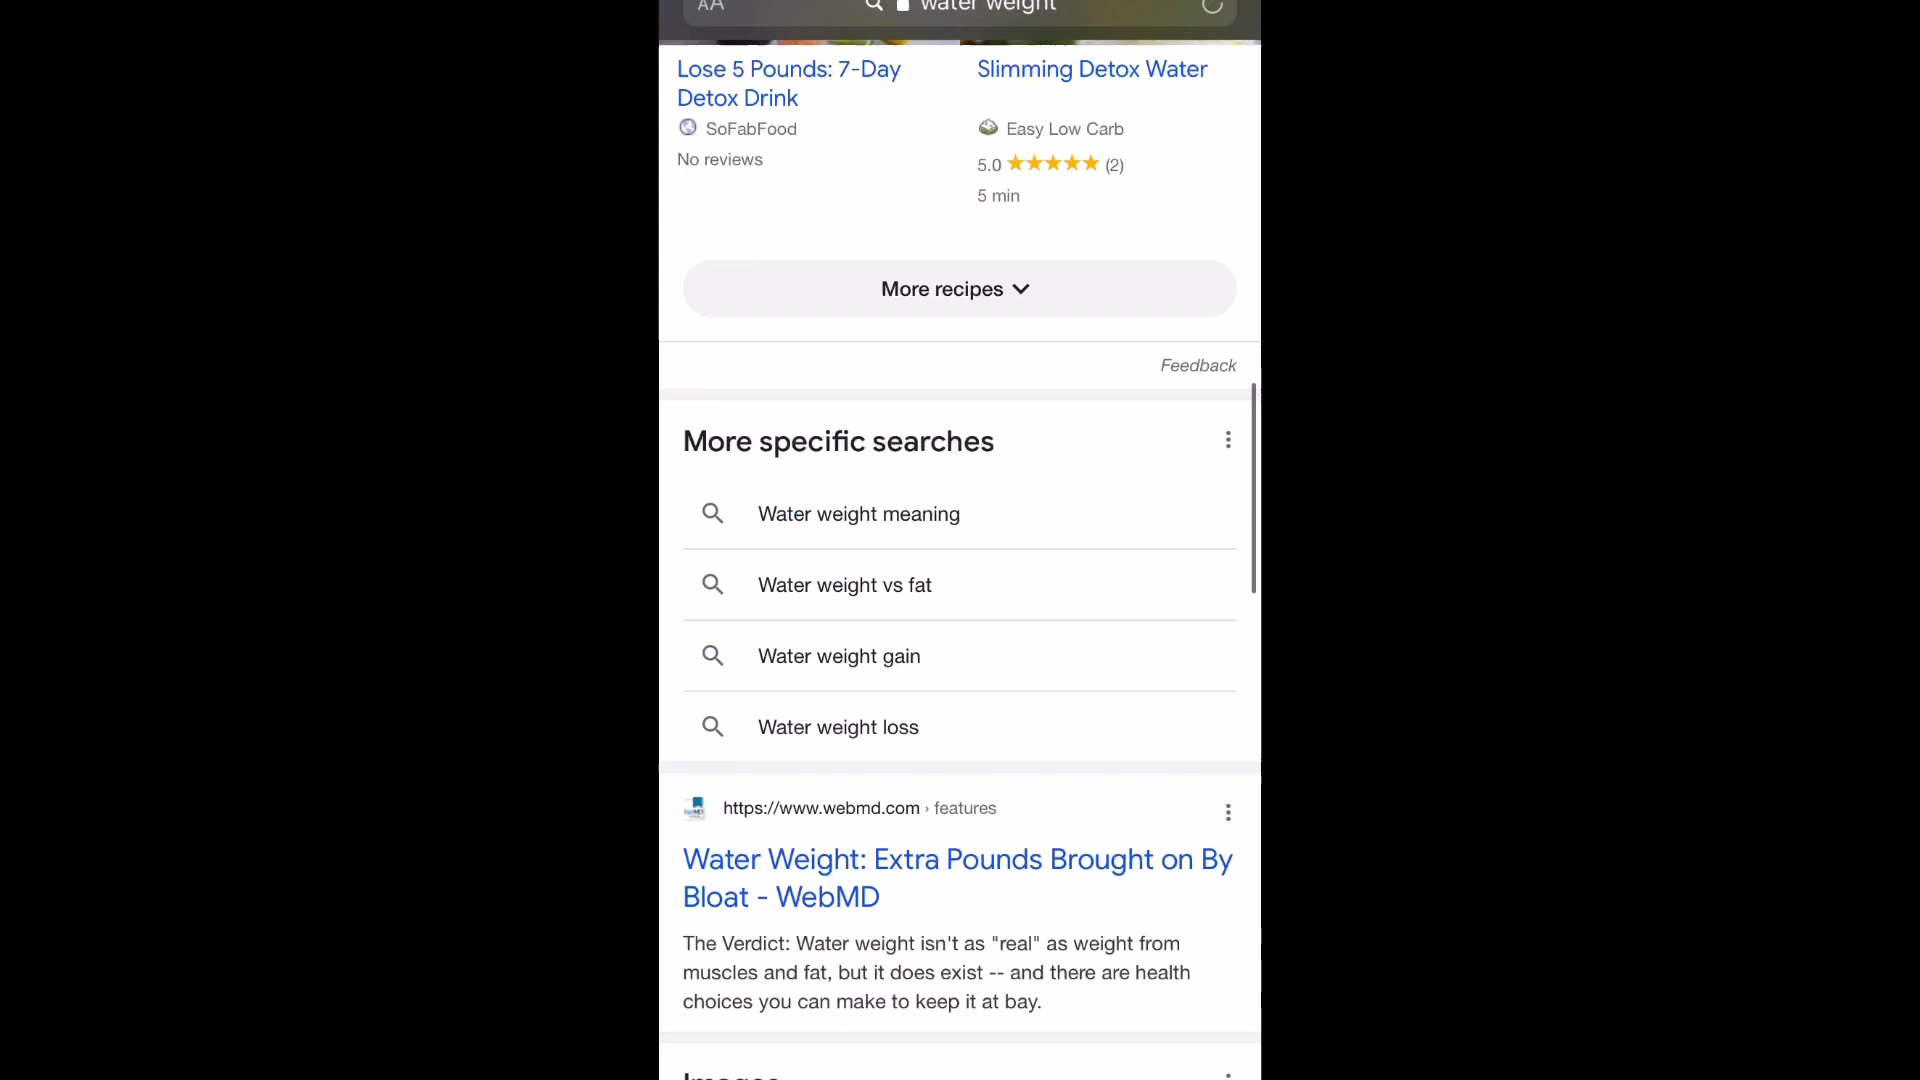 AA water weight
Lose 5 Pounds: 7-Day
Detox Drink
SoFabFood
No reviews
Slimming Detox Water
Easy Low Carb
5.0 ★★★★★ (2)
5 min
More recipes
Feedback
More specific searches
Water weight meaning
Water weight vs fat
Water weight gain
Water weight loss
https://www.webmd.com › features
Water Weight: Extra Pounds Brought on By
Bloat - WebMD
The Verdict: Water weight isn't as "real" as weight from
muscles and fat, but it does exist -- and there are health
choices you can make to keep it at bay.
Images